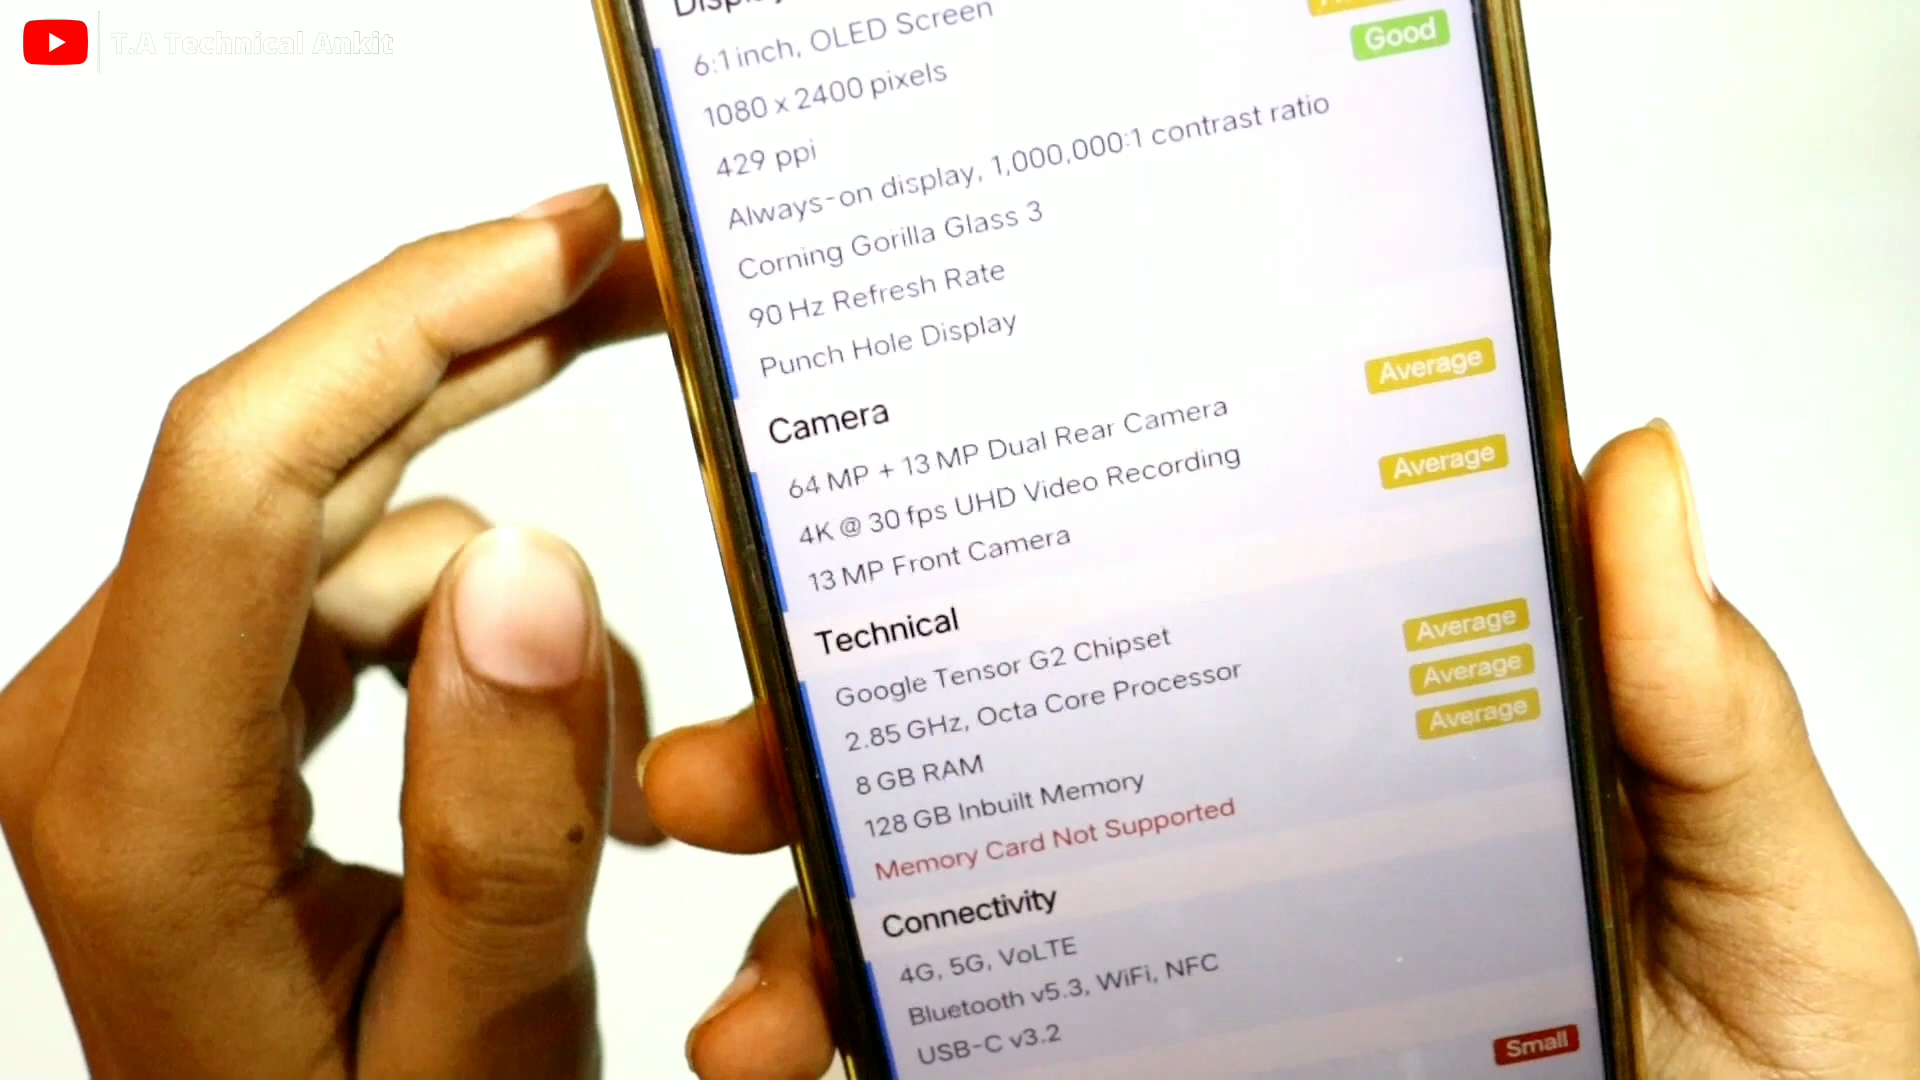 T.A Technical Ankit
Display
6:1 inch, OLED Screen
1080 x 2400 pixels
Good
429 ppi
Always-on display, 1,000,000:1 contrast ratio
Corning Gorilla Glass 3
90 Hz Refresh Rate
Punch Hole Display
Camera
64 MP + 13 MP Dual Rear Camera Average
4K @ 30 fps UHD Video Recording
13 MP Front Camera Average
Technical
Google Tensor G2 Chipset
2.85 GHz, Octa Core Processor Average
8 GB RAM Average
128 GB Inbuilt Memory Average
Memory Card Not Supported
Connectivity
4G, 5G, VoLTE
Bluetooth v5.3, WiFi, NFC
USB-C v3.2
Small